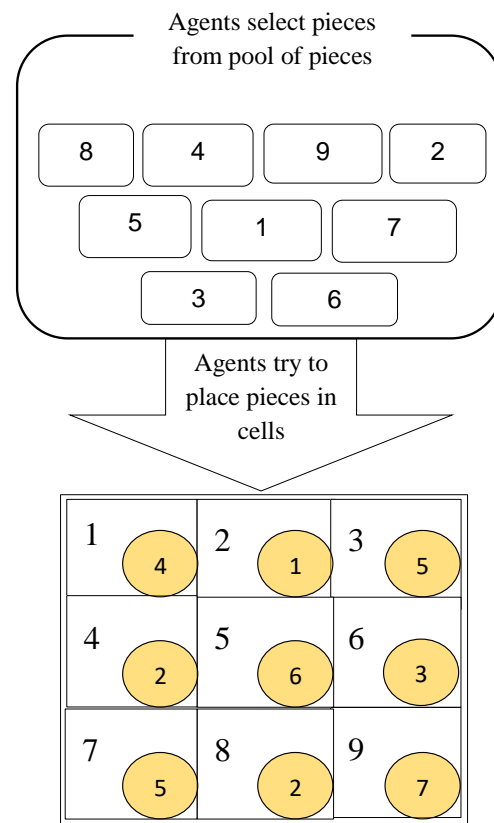 Agents select pieces
from pool of pieces
8 4 9 2
5 1 7
3 6
Agents try to
place pieces in
cells
1 4 2 1 3 5
4 2 5 6 6 3
7 5 8 2 9 7